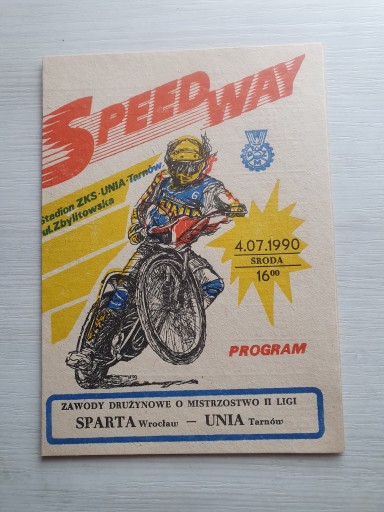 SPEEDWAY
Stadion ZKS·UNIA·Tarnów
ul.Zbylitowska
4.07.1990
ŚRODA
16⁰⁰
PROGRAM
ZAWODY DRUŻYNOWE O MISTRZOSTWO II LIGI
SPARTA Wrocław — UNIA Tarnów